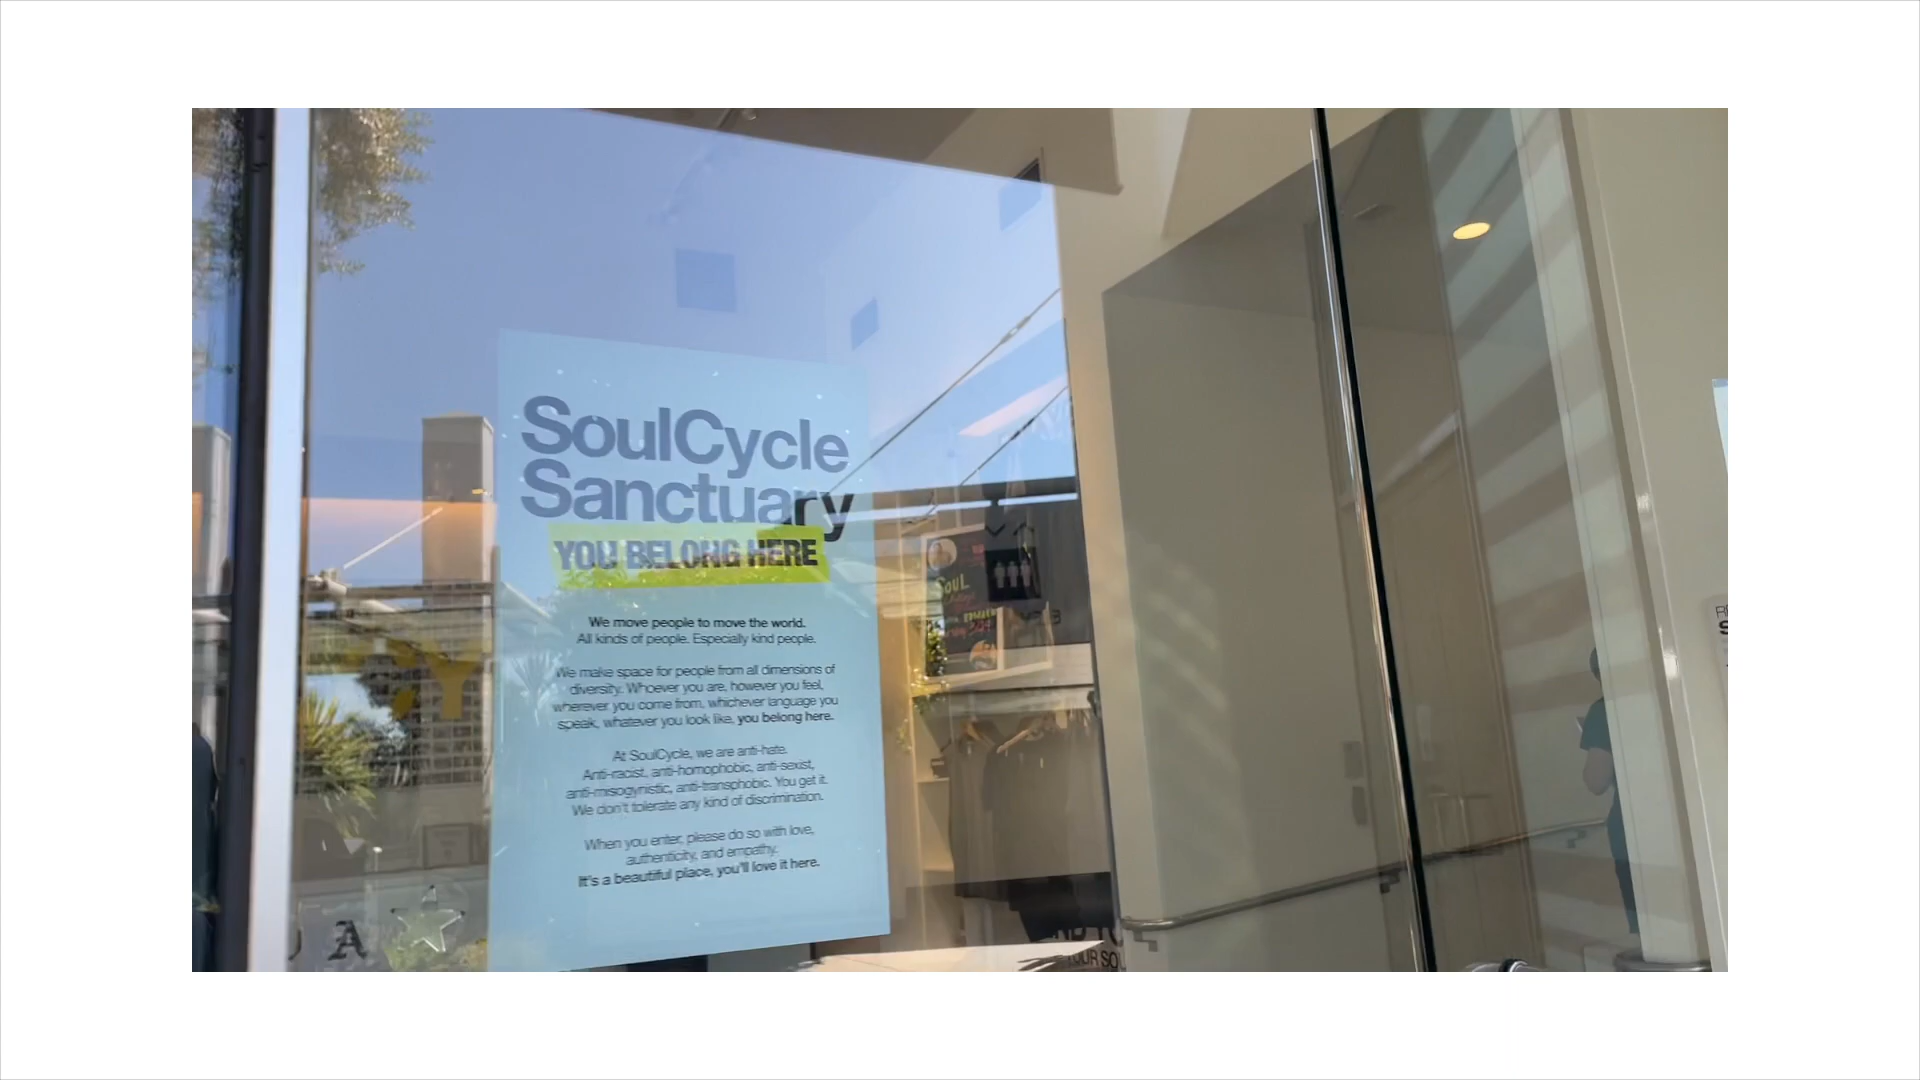 SoulCycle
Sanctuary
YOU BELONG HERE
We move people to move the world.
All kinds of people. Especially kind people.
We make space for people from all dimensions of
diversity. Whoever you are, however you feel,
wherever you come from, whichever language you
speak, whatever you look like, you belong here.
At SoulCycle, we are anti-hate.
Anti-racist, anti-homophobic, anti-sexist,
anti-misogynistic, anti-transphobic. You get it.
We don't tolerate any kind of discrimination.
When you enter, please do so with love,
authenticity, and empathy.
It's a beautiful place, you'll love it here.
SOUL
A